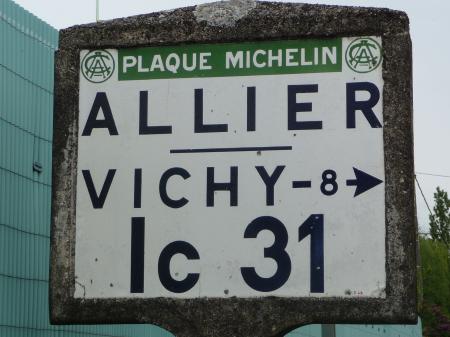 PLAQUE MICHELIN
ALLIER
VICHY-8→
Ic 31